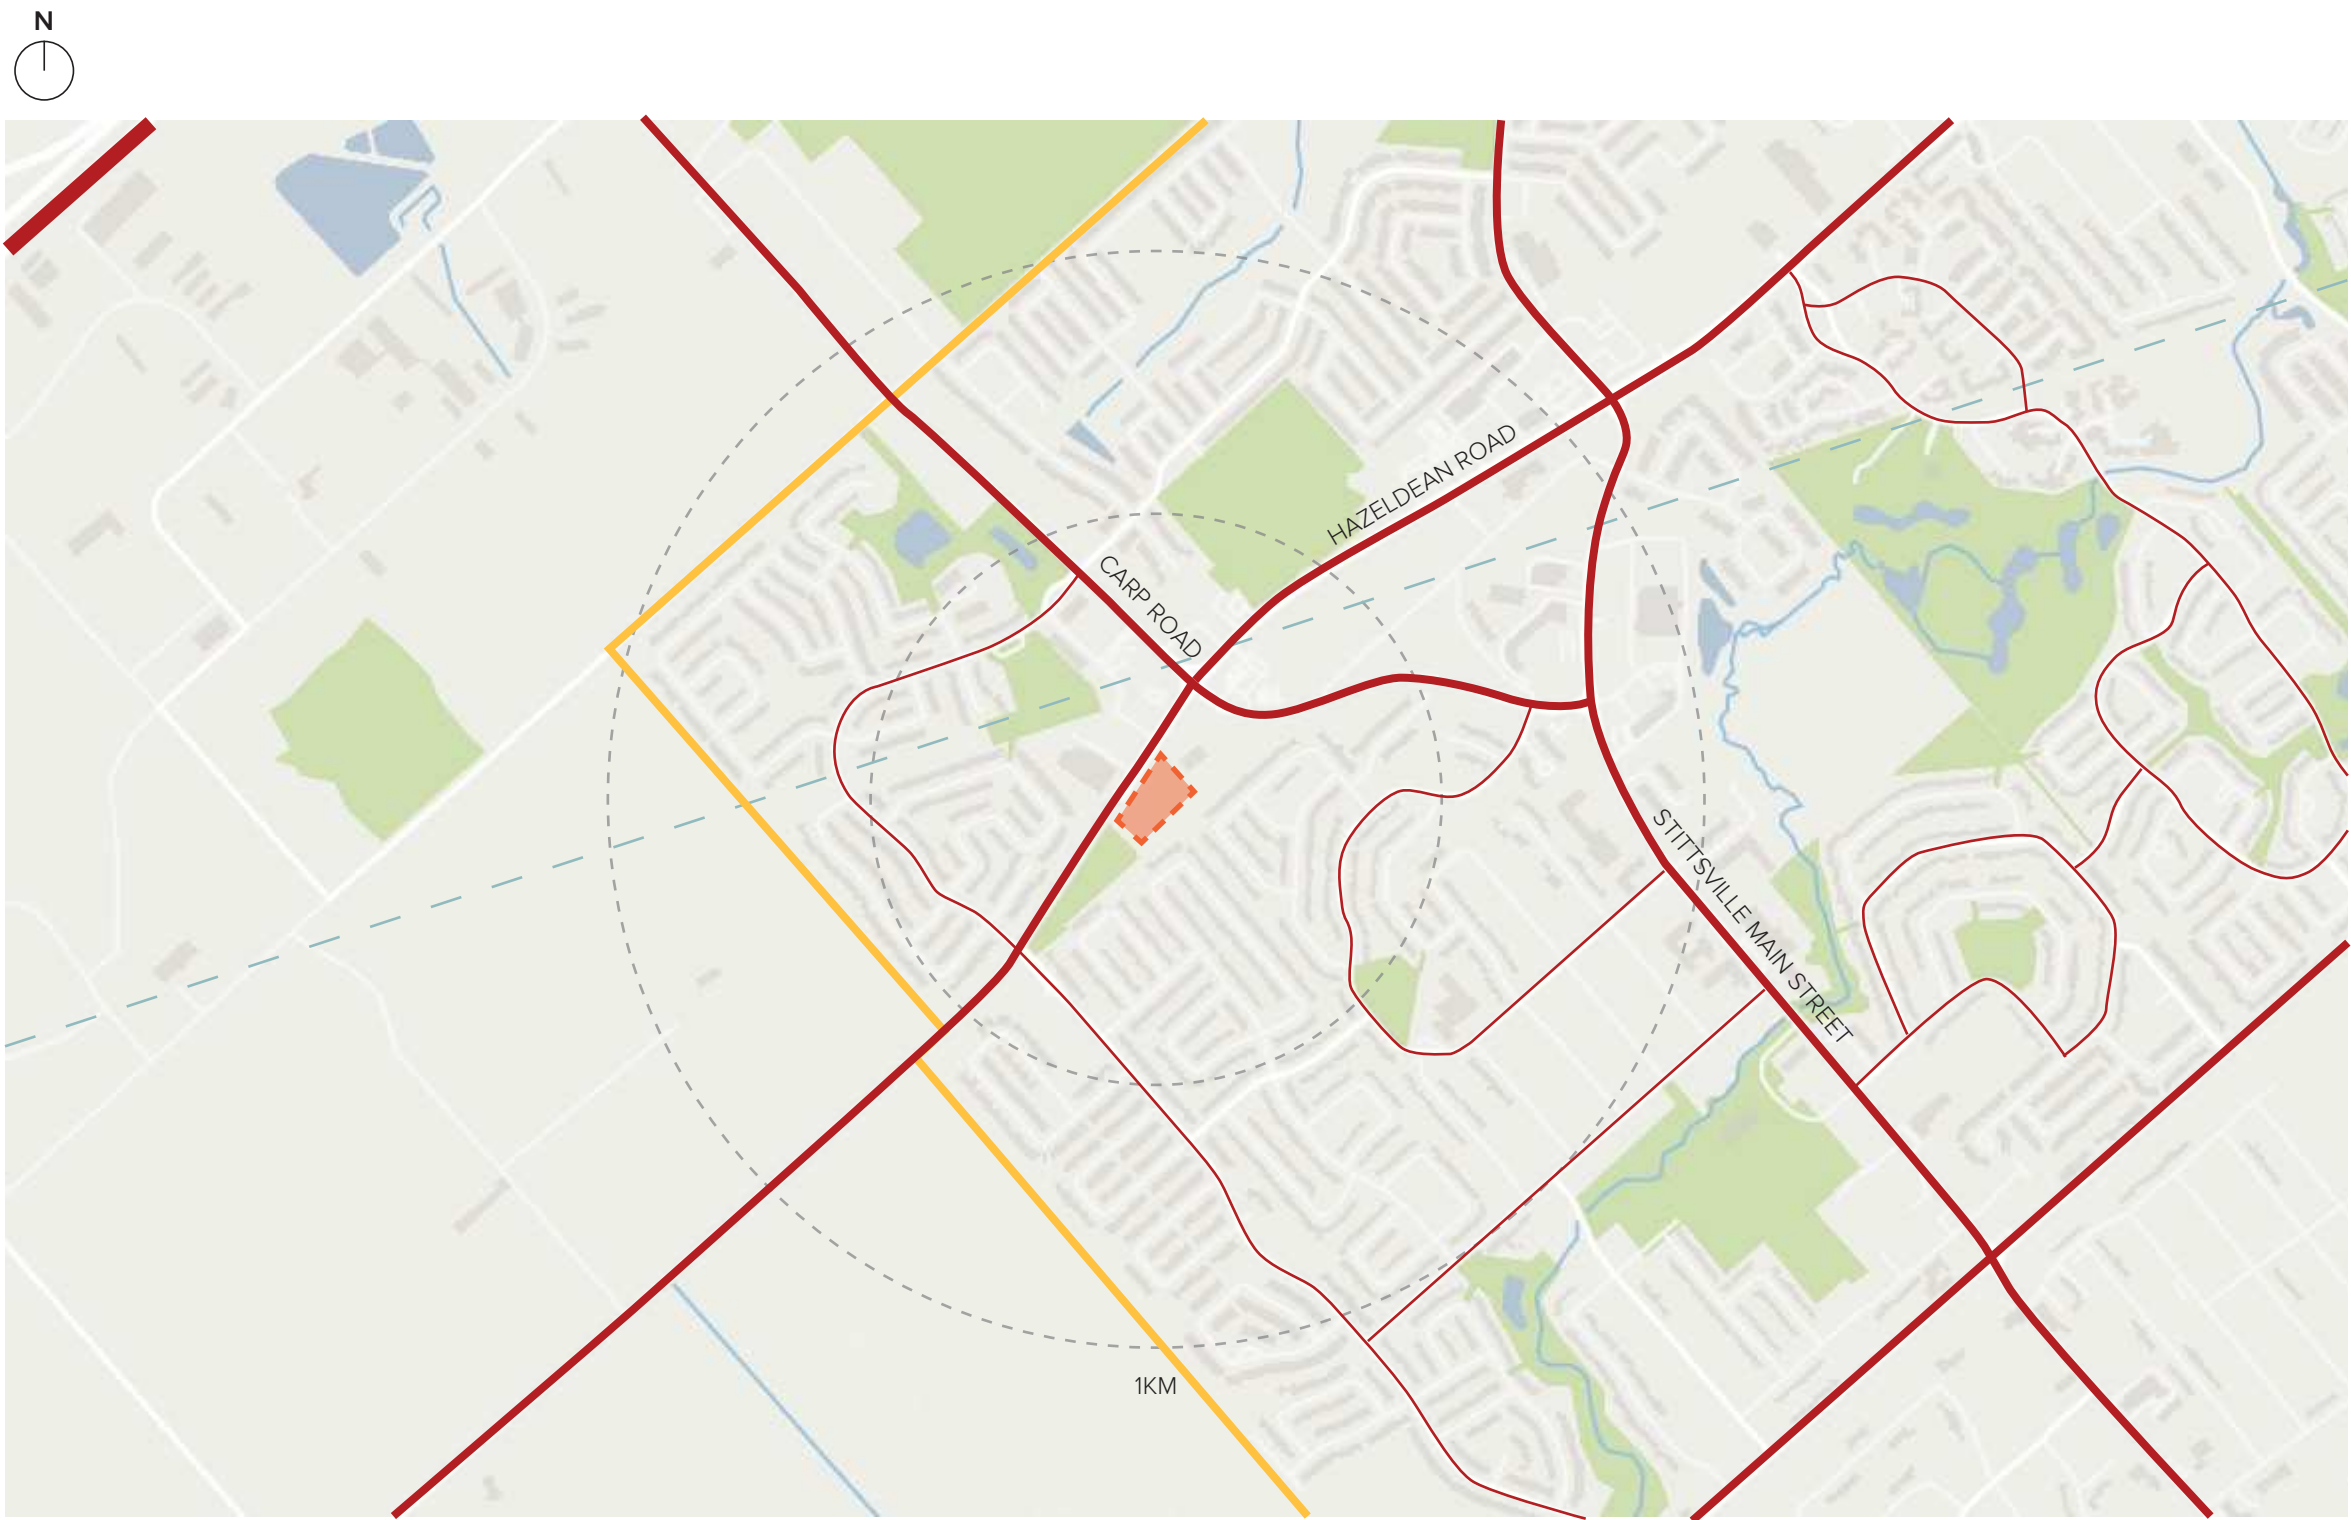 N
HAZELDEAN ROAD
CARP ROAD
STITTSVILLE MAIN STREET
1KM